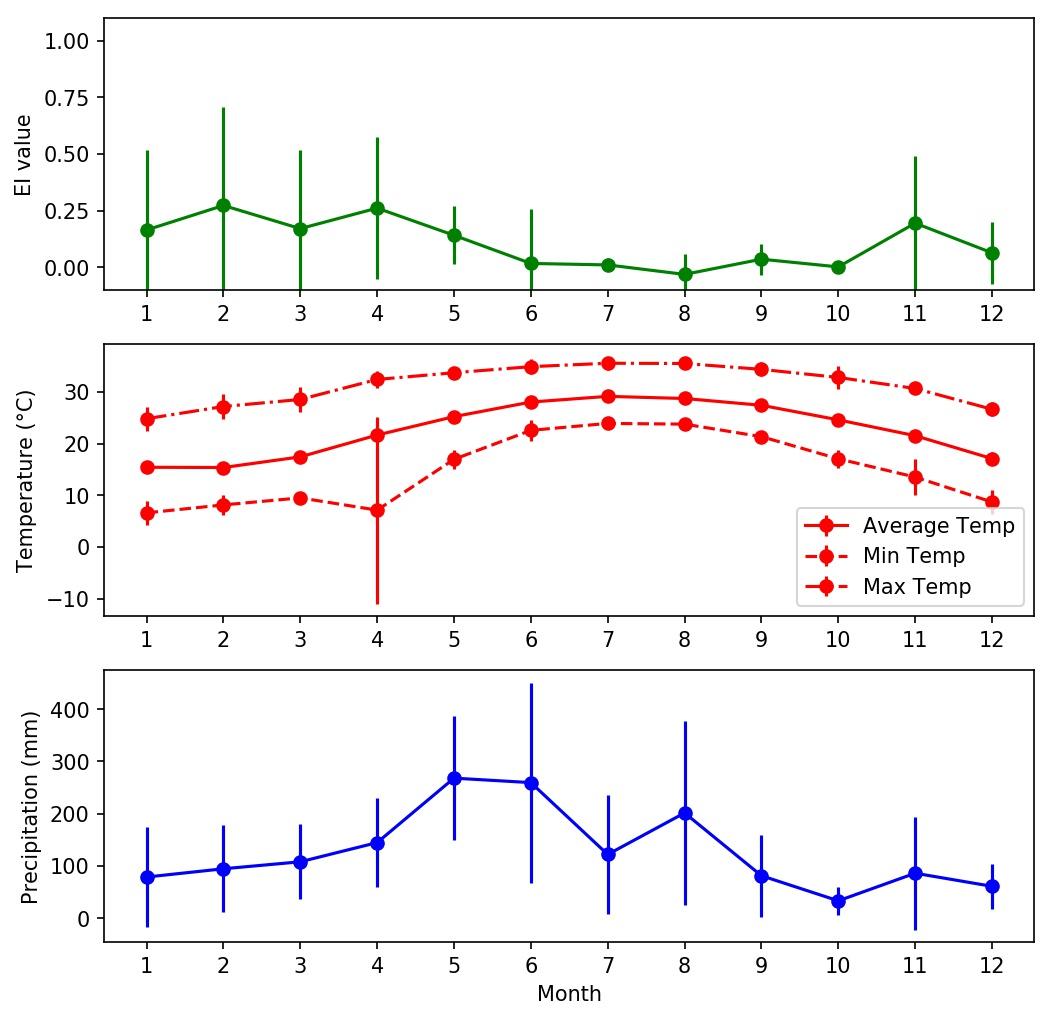 EI value
1.00
0.75
0.50
0.25
0.00
1 2 3 4 5 6 7 8 9 10 11 12
Temperature (°C)
30
20
10
0
−10
Average Temp
Min Temp
Max Temp
1 2 3 4 5 6 7 8 9 10 11 12
Precipitation (mm)
400
300
200
100
0
1 2 3 4 5 6 7 8 9 10 11 12
Month